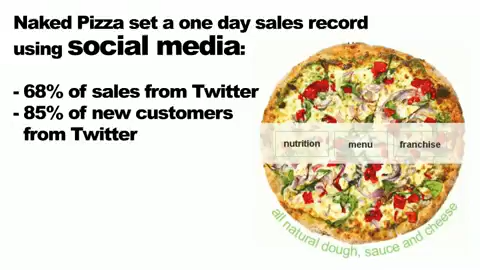 Naked Pizza set a one day sales record
using social media:
- 68% of sales from Twitter
- 85% of new customers
from Twitter
nutrition menu franchise
all natural dough, sauce and cheese